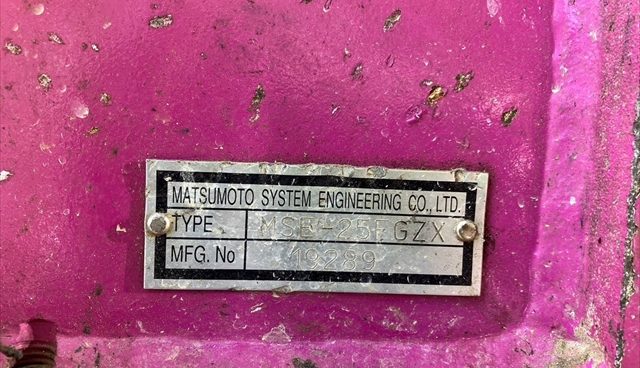 MATSUMOTO SYSTEM ENGINEERING CO., LTD.
TYPE MSE-25FGZX
MFG. No 19289